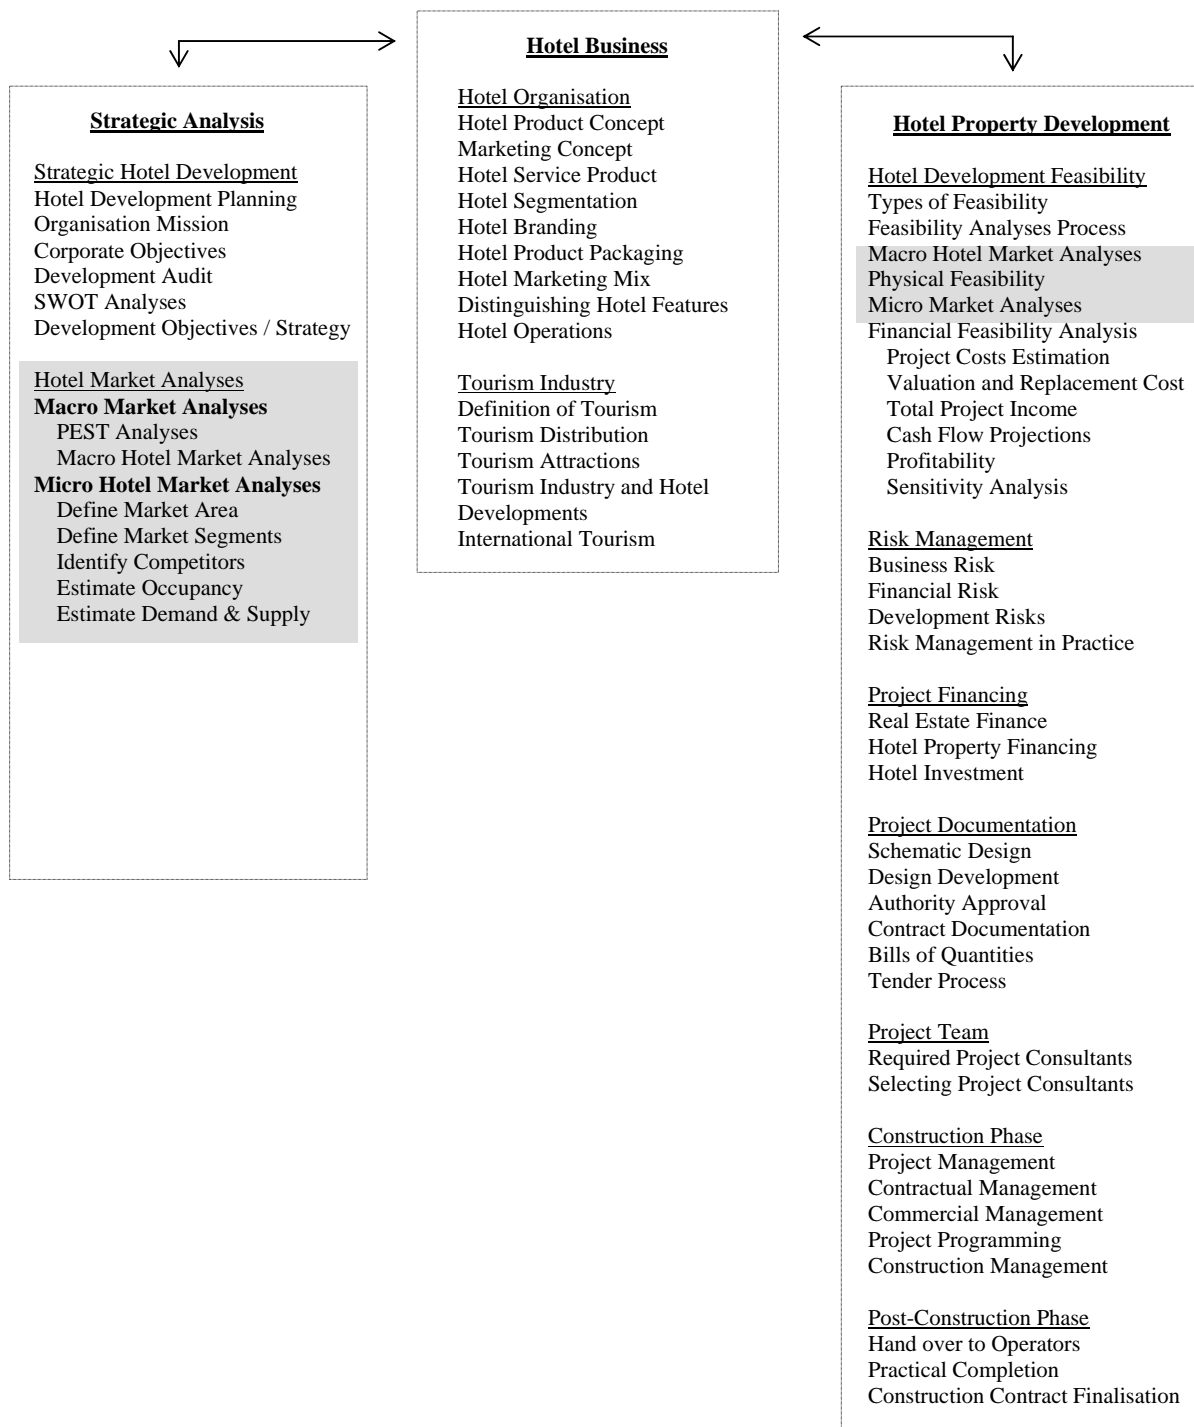 Strategic Analysis
Strategic Hotel Development
Hotel Development Planning
Organisation Mission
Corporate Objectives
Development Audit
SWOT Analyses
Development Objectives / Strategy
Hotel Market Analyses
Macro Market Analyses
PEST Analyses
Macro Hotel Market Analyses
Micro Hotel Market Analyses
Define Market Area
Define Market Segments
Identify Competitors
Estimate Occupancy
Estimate Demand & Supply
Hotel Business
Hotel Organisation
Hotel Product Concept
Marketing Concept
Hotel Service Product
Hotel Segmentation
Hotel Branding
Hotel Product Packaging
Hotel Marketing Mix
Distinguishing Hotel Features
Hotel Operations
Tourism Industry
Definition of Tourism
Tourism Distribution
Tourism Attractions
Tourism Industry and Hotel
Developments
International Tourism
Hotel Property Development
Hotel Development Feasibility
Types of Feasibility
Feasibility Analyses Process
Macro Hotel Market Analyses
Physical Feasibility
Micro Market Analyses
Financial Feasibility Analysis
Project Costs Estimation
Valuation and Replacement Cost
Total Project Income
Cash Flow Projections
Profitability
Sensitivity Analysis
Risk Management
Business Risk
Financial Risk
Development Risks
Risk Management in Practice
Project Financing
Real Estate Finance
Hotel Property Financing
Hotel Investment
Project Documentation
Schematic Design
Design Development
Authority Approval
Contract Documentation
Bills of Quantities
Tender Process
Project Team
Required Project Consultants
Selecting Project Consultants
Construction Phase
Project Management
Contractual Management
Commercial Management
Project Programming
Construction Management
Post-Construction Phase
Hand over to Operators
Practical Completion
Construction Contract Finalisation